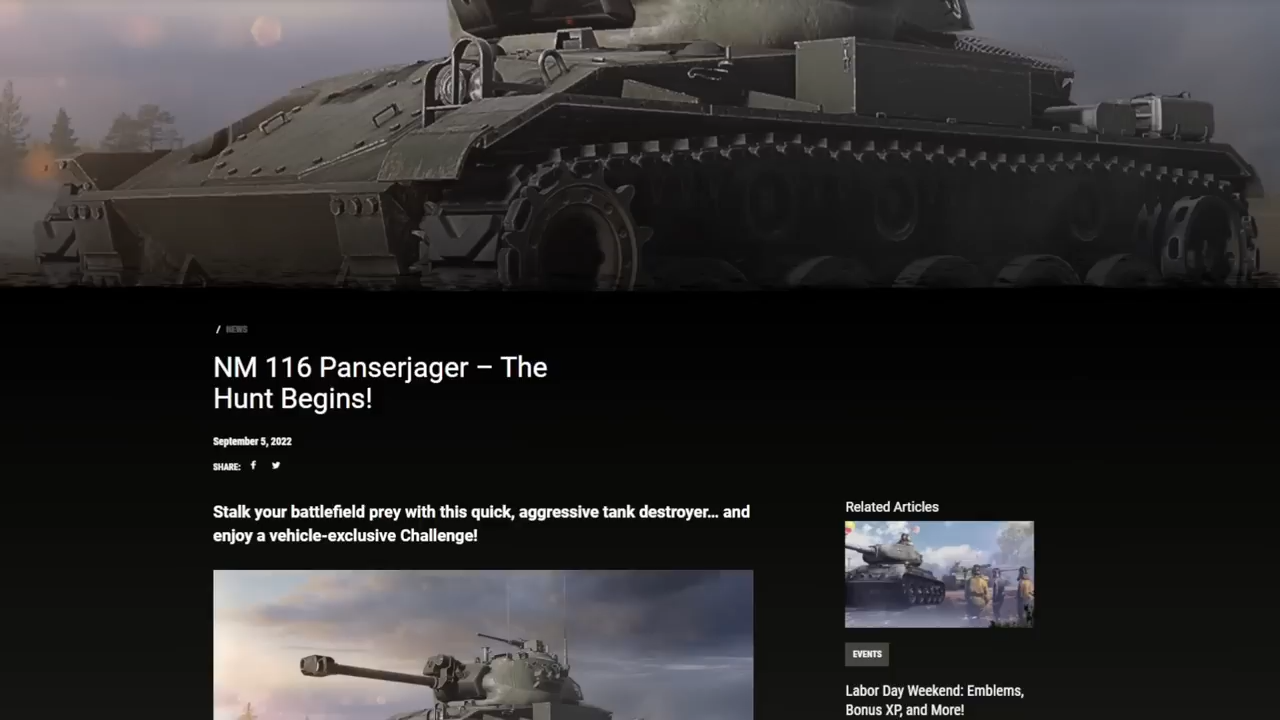 / NEWS
NM 116 Panserjager – The
Hunt Begins!
September 5, 2022
SHARE:
Stalk your battlefield prey with this quick, aggressive tank destroyer... and
enjoy a vehicle-exclusive Challenge!
Related Articles
EVENTS
Labor Day Weekend: Emblems,
Bonus XP, and More!